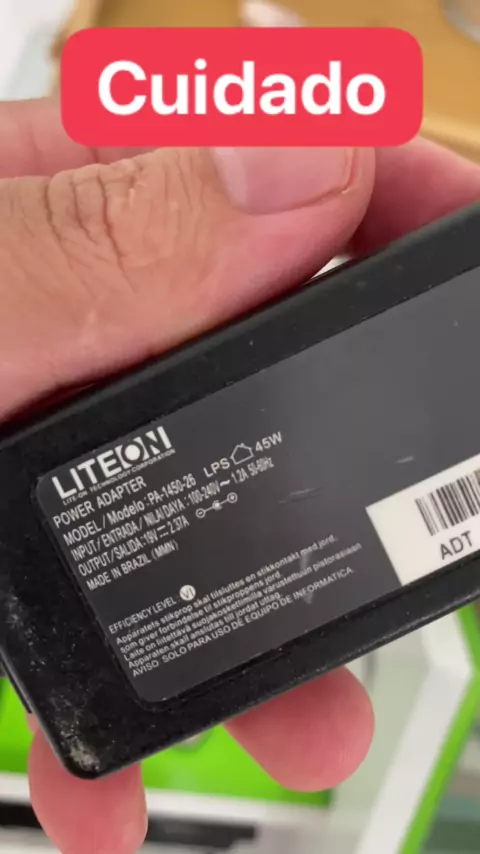 Cuidado
LITEON
LITE-ON TECHNOLOGY CORPORATION
POWER ADAPTER
MODEL / Modelo : PA-1450-26 LPS 45W
INPUT / ENTRADA / NILAI DAYA : 100-240V~ 1.2A 50-60Hz
OUTPUT/SALIDA : 19V 2.37A
MADE IN BRAZIL (MMN)
EFFICIENCY LEVEL: VI
Apparatets stikprop skal tilsluttes en stikkontakt med jord,
som giver forbindelse til stikproppens jord
Laite on liitettävä suojakoskettimilla varustettuun pistorasiaan
Apparaten skall anslutas till jordat uttag.
AVISO: SOLO PARA USO DE EQUIPO DE INFORMATICA
ADT